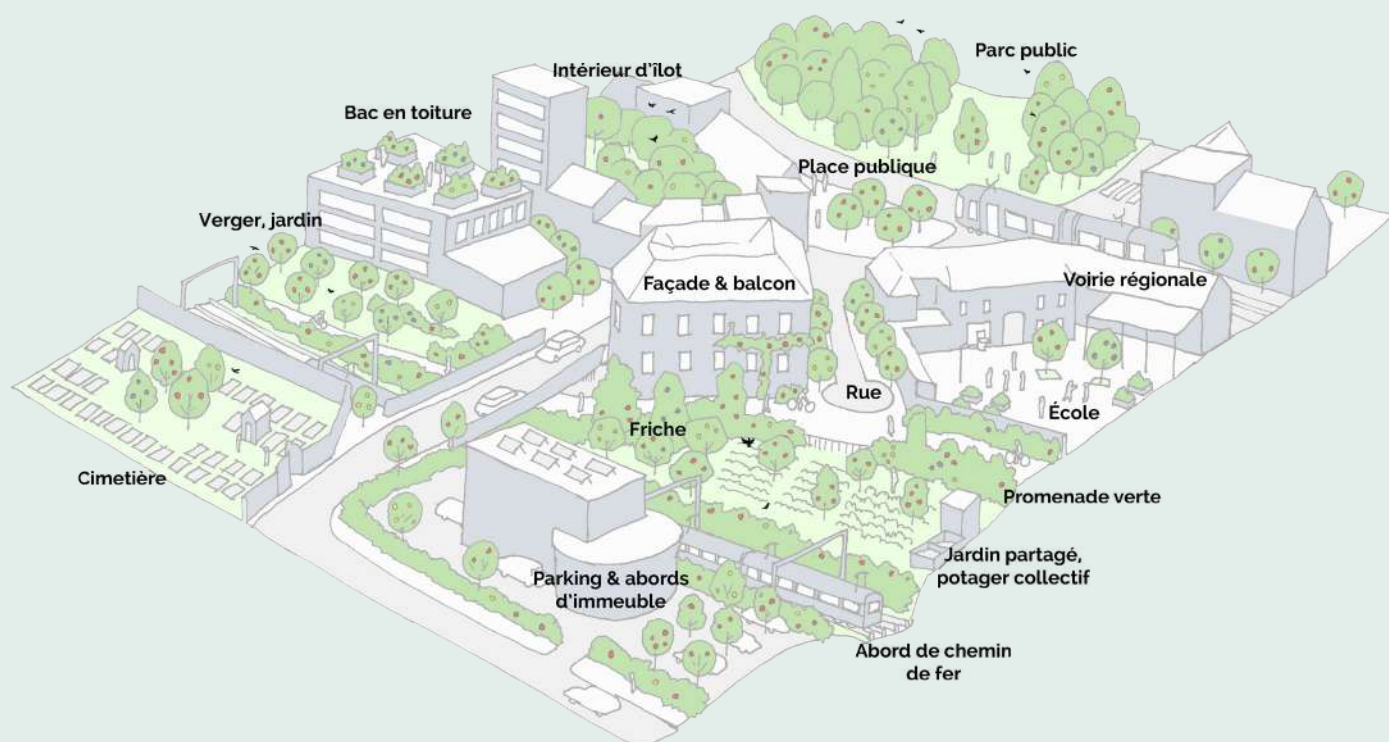 Parc public
Intérieur d'îlot
Bac en toiture
Place publique
Verger, jardin
Façade & balcon
Voirie régionale
Rue
École
Friche
Cimetière
Promenade verte
Jardin partagé,
potager collectif
Parking & abords
d'immeuble
Abord de chemin
de fer